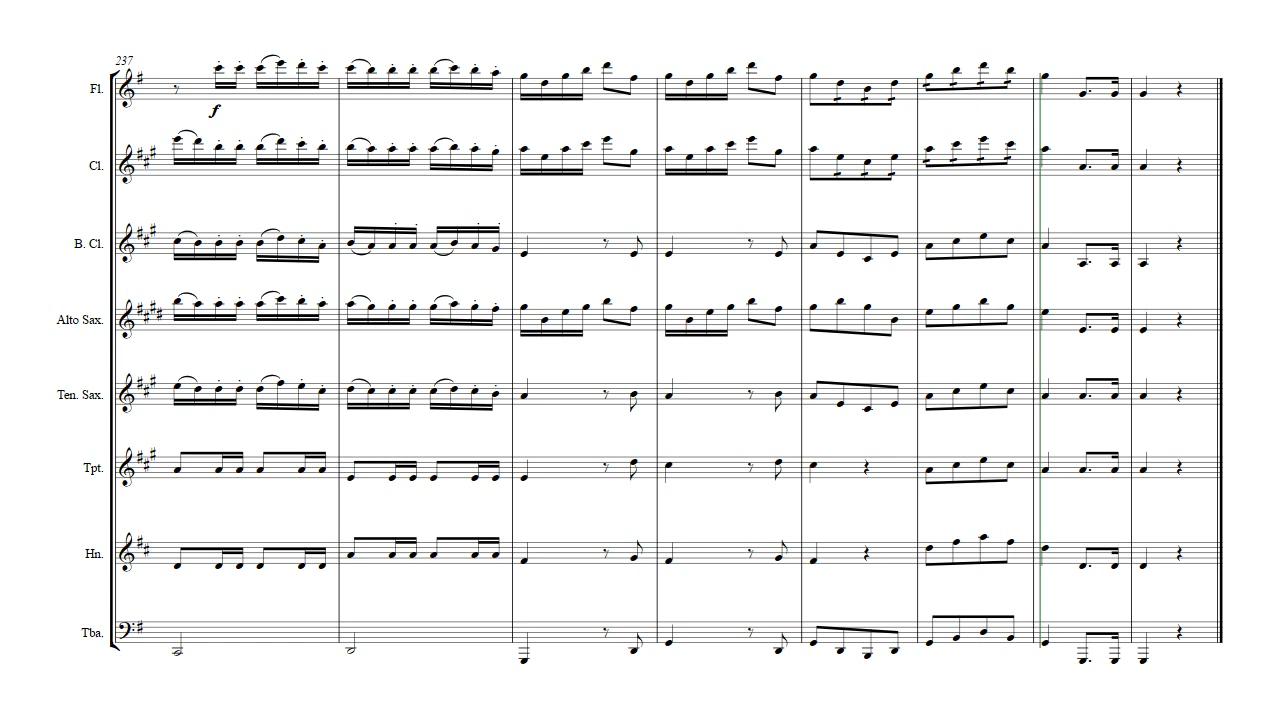 237
Fl.
f
Cl.
B. Cl.
Alto Sax.
Ten. Sax.
Tpt.
Hn.
Tba.